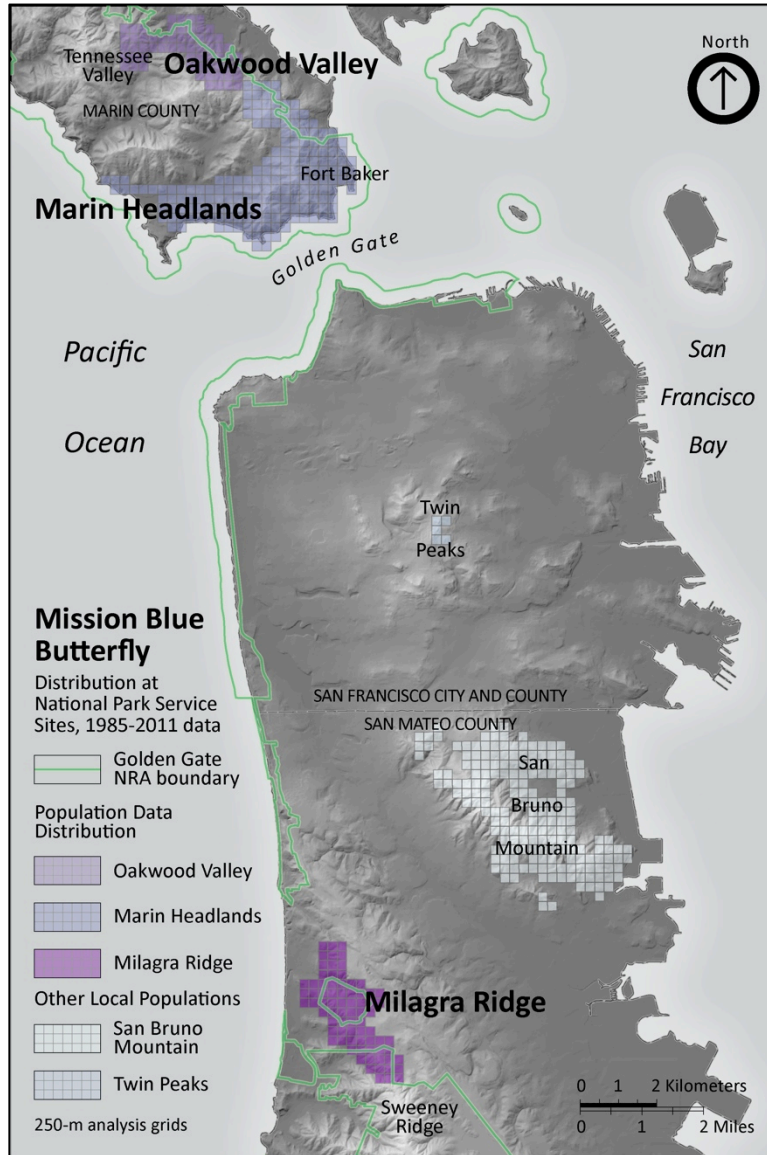 North
Tennessee
Valley
Oakwood Valley
MARIN COUNTY
Fort Baker
Marin Headlands
Golden Gate
Pacific
Ocean
San
Francisco
Bay
Twin
Peaks
Mission Blue
Butterfly
Distribution at
National Park Service
Sites, 1985-2011 data
Golden Gate
NRA boundary
Population Data
Distribution
Oakwood Valley
Marin Headlands
Milagra Ridge
Other Local Populations
San Bruno
Mountain
Twin Peaks
250-m analysis grids
SAN FRANCISCO CITY AND COUNTY
SAN MATEO COUNTY
San
Bruno
Mountain
Milagra Ridge
Sweeney
Ridge
0 1 2 Kilometers
0 1 2 Miles